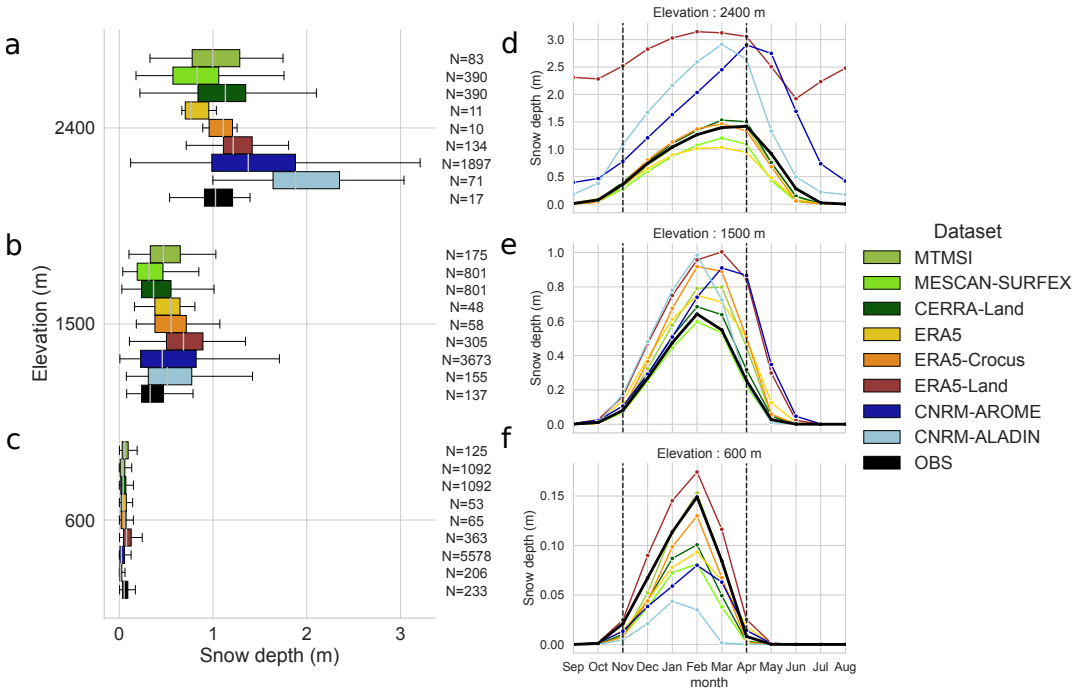 a
N=83
N=390
N=390
N=11
2400
N=10
N=134
N=1897
N=71
N=17
b
N=175
N=801
N=801
N=48
1500
N=58
N=305
N=3673
N=155
N=137
c
N=125
N=1092
N=1092
N=53
600
N=65
N=363
N=5578
N=206
N=233
Elevation (m)
0 1 2 3
Snow depth (m)
d
Elevation : 2400 m
3.0
2.5
2.0
1.5
1.0
0.5
0.0
Snow depth (m)
e
Elevation : 1500 m
1.0
0.8
0.6
0.4
0.2
0.0
Snow depth (m)
f
Elevation : 600 m
0.15
0.10
0.05
0.00
Snow depth (m)
Sep Oct Nov Dec Jan Feb Mar Apr May Jun Jul Aug
month
Dataset
MTMSI
MESCAN-SURFEX
CERRA-Land
ERA5
ERA5-Crocus
ERA5-Land
CNRM-AROME
CNRM-ALADIN
OBS